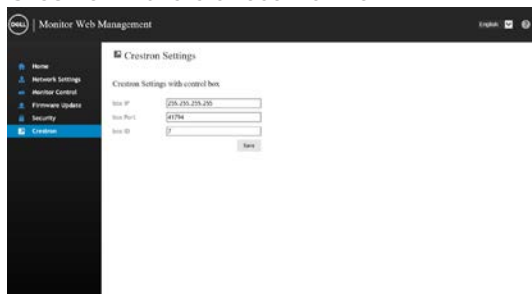 DELL | Monitor Web Management
English
Home
Network Settings
Monitor Control
Firmware Update
Security
Crestron
Crestron Settings
Crestron Settings with control box
box IP 255.255.255.255
box Port 41794
box ID 7
Save